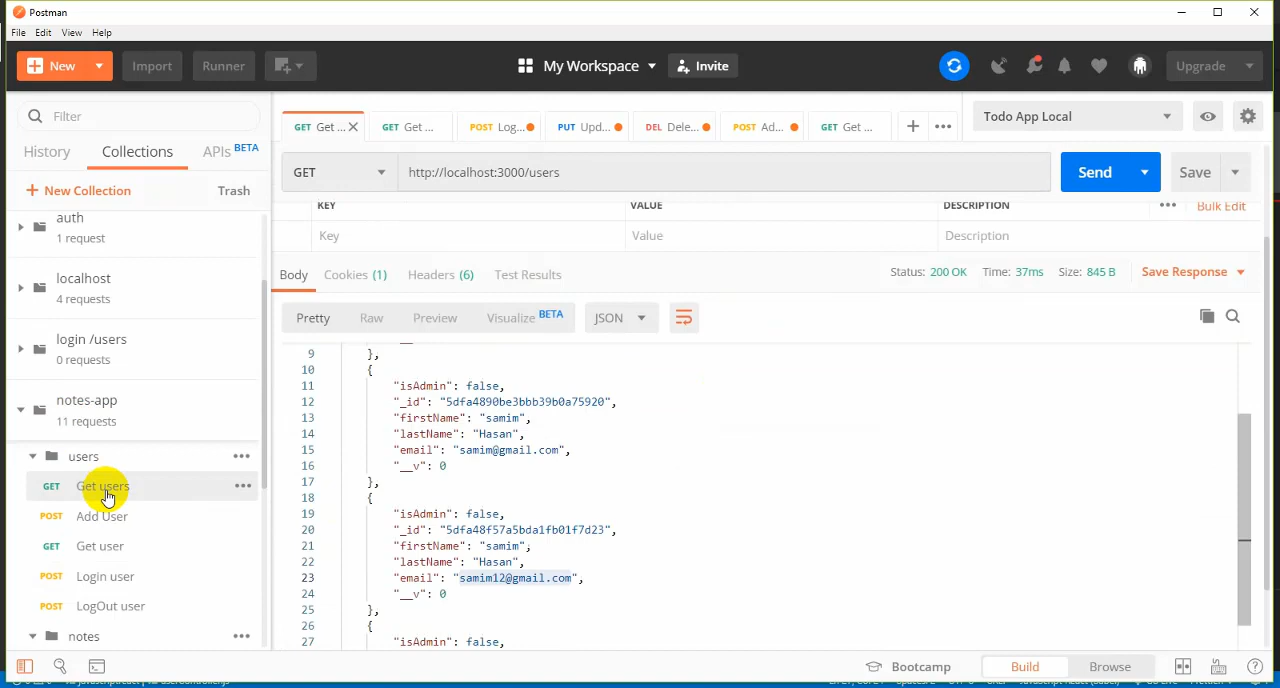 Postman
File Edit View Help
New Import Runner My Workspace Invite Upgrade
Filter
History Collections APIs BETA
New Collection Trash
auth
1 request
localhost
4 requests
login /users
0 requests
notes-app
11 requests
users
GET Get users
POST Add User
GET Get user
POST Login user
POST LogOut user
notes
GET Get ... GET Get ... POST Log... PUT Upd... DEL Dele... POST Ad... GET Get ...
Todo App Local
GET http://localhost:3000/users Send Save
KEY VALUE DESCRIPTION Bulk Edit
Key Value Description
Body Cookies (1) Headers (6) Test Results Status: 200 OK Time: 37ms Size: 845 B Save Response
Pretty Raw Preview Visualize BETA JSON
9 },
10 {
11 "isAdmin": false,
12 "_id": "5dfa4890be3bbb39b0a75920",
13 "firstName": "samim",
14 "lastName": "Hasan",
15 "email": "samim@gmail.com",
16 "__v": 0
17 },
18 {
19 "isAdmin": false,
20 "_id": "5dfa48f57a5bda1fb01f7d23",
21 "firstName": "samim",
22 "lastName": "Hasan",
23 "email": "samim12@gmail.com",
24 "__v": 0
25 },
26 {
27 "isAdmin": false,
Bootcamp Build Browse